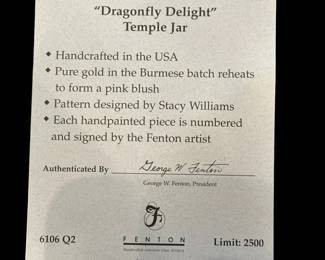 "Dragonfly Delight"
Temple Jar
◆ Handcrafted in the USA
◆ Pure gold in the Burmese batch reheats
to form a pink blush
◆ Pattern designed by Stacy Williams
◆ Each handpainted piece is numbered
and signed by the Fenton artist
Authenticated By George W. Fenton
George W. Fenton, President
F
6106 Q2
FENTON
Limit: 2500